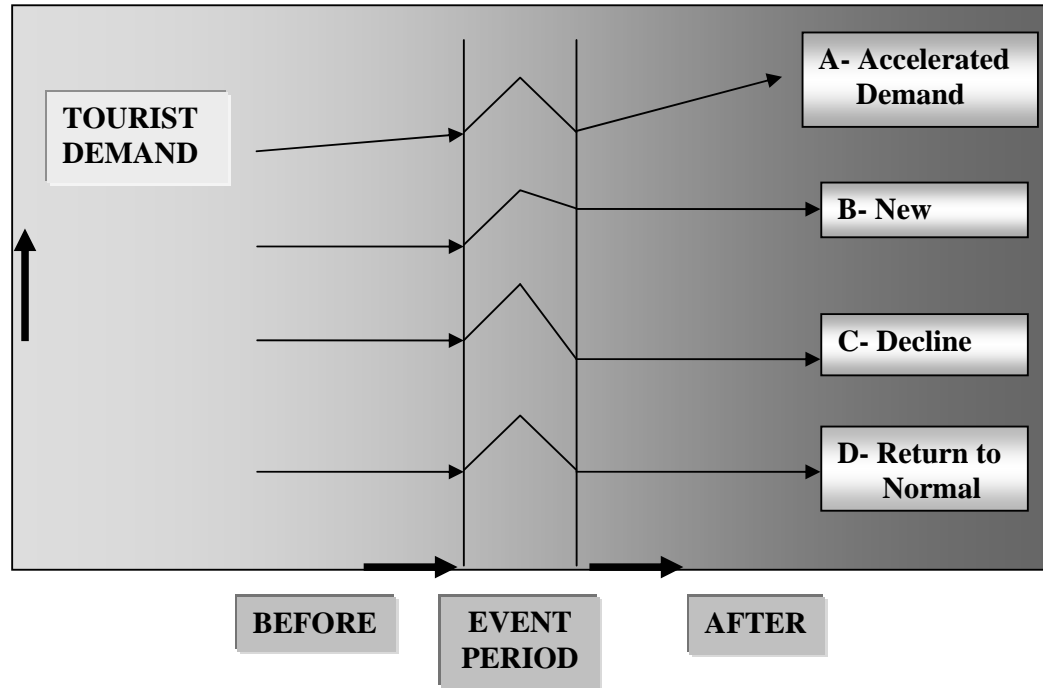 TOURIST
DEMAND
A- Accelerated
Demand
B- New
C- Decline
D- Return to
Normal
BEFORE
EVENT
PERIOD
AFTER